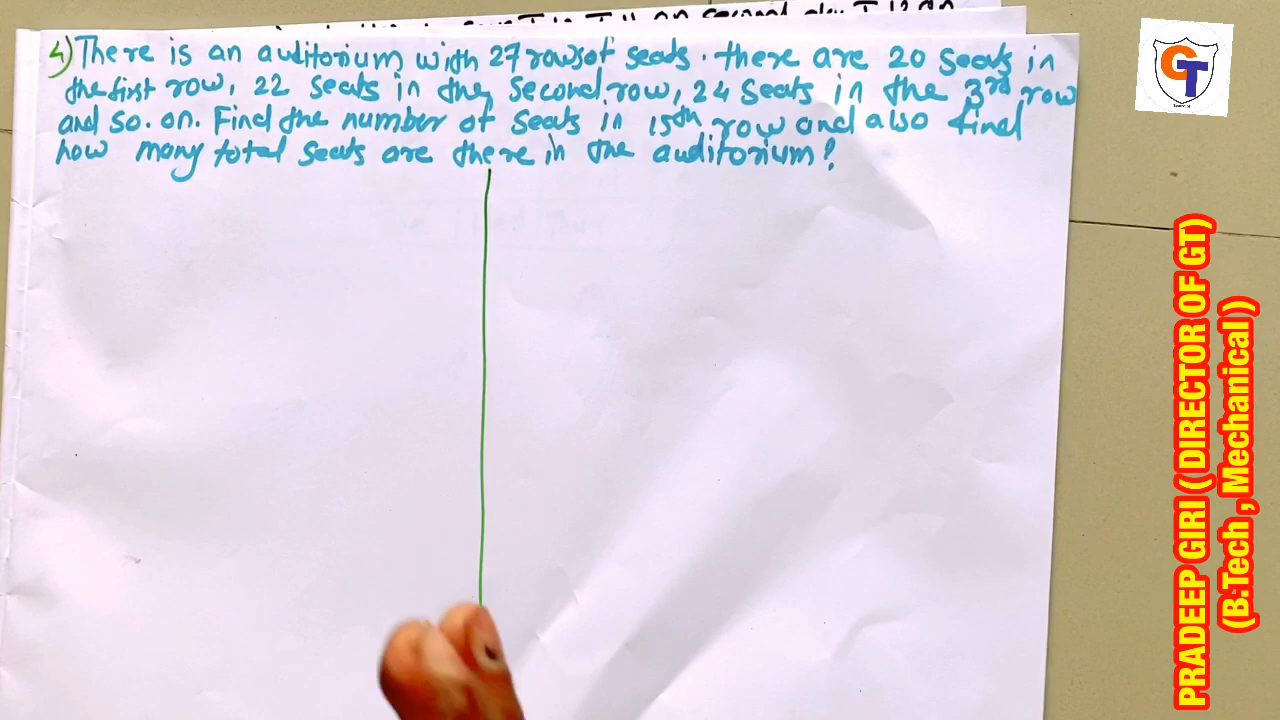 4) There is an auditorium with 27 rows of seats. there are 20 seats in
the first row, 22 seats in the second row, 24 seats in the 3rd row
and so. on. Find the number of seats in 15th row and also find
how many total seats are there in the auditorium?
GT
PRADEEP GIRI ( DIRECTOR OF GT)
(B.Tech , Mechanical )